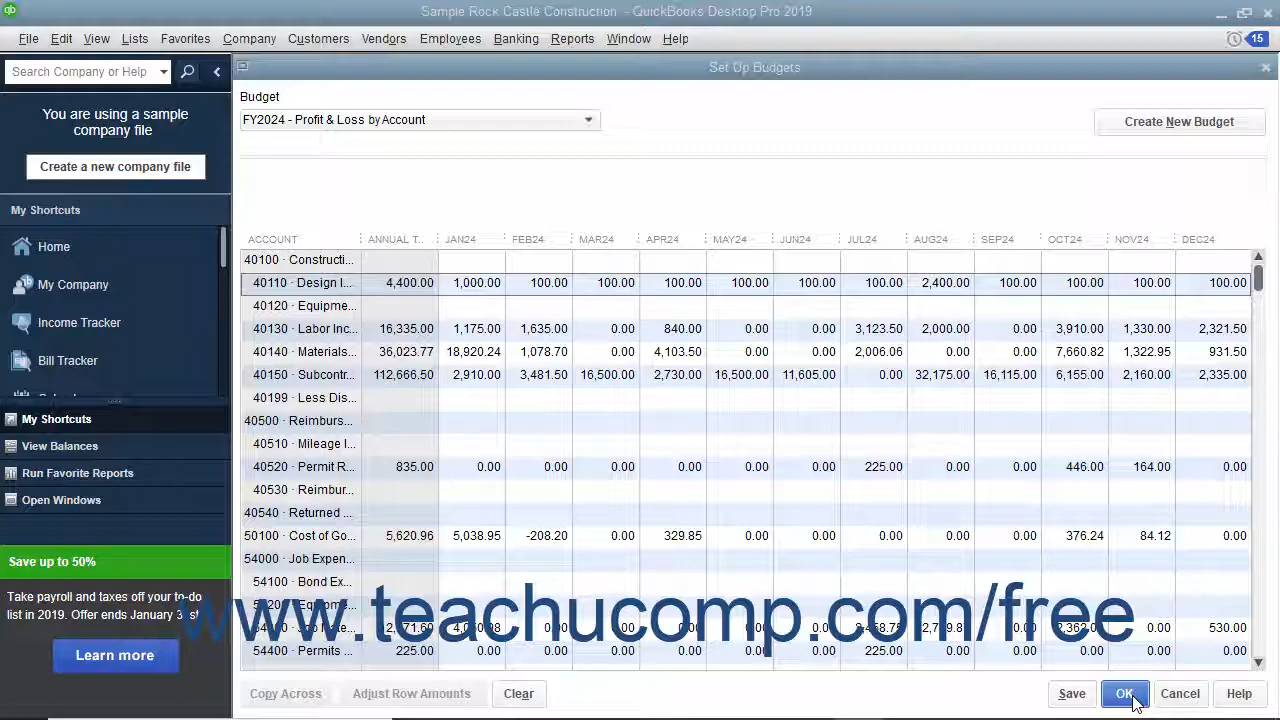 Sample Rock Castle Construction - QuickBooks Desktop Pro 2019
File Edit View Lists Favorites Company Customers Vendors Employees Banking Reports Window Help 15
Search Company or Help
Set Up Budgets
You are using a sample
company file
Create a new company file
My Shortcuts
Home
My Company
Income Tracker
Bill Tracker
My Shortcuts
View Balances
Run Favorite Reports
Open Windows
Save up to 50%
Take payroll and taxes off your to-do
list in 2019. Offer ends January
Learn more
Budget
FY2024 - Profit & Loss by Account
Create New Budget
ACCOUNT ANNUAL T.. JAN24 FEB24 MAR24 APR24 MAY24 JUN24 JUL24 AUG24 SEP24 OCT24 NOV24 DEC24
40100 · Constructi...
40110 · Design I... 4,400.00 1,000.00 100.00 100.00 100.00 100.00 100.00 100.00 2,400.00 100.00 100.00 100.00 100.00
40120 · Equipme...
40130 · Labor Inc... 16,335.00 1,175.00 1,635.00 0.00 840.00 0.00 0.00 3,123.50 2,000.00 0.00 3,910.00 1,330.00 2,321.50
40140 · Materials... 36,023.77 18,920.24 1,078.70 0.00 4,103.50 0.00 0.00 2,006.06 0.00 0.00 7,660.82 1,322.95 931.50
40150 · Subcontr... 112,666.50 2,910.00 3,481.50 16,500.00 2,730.00 16,500.00 11,605.00 0.00 32,175.00 16,115.00 6,155.00 2,160.00 2,335.00
40199 · Less Dis...
40500 · Reimburs...
40510 · Mileage I...
40520 · Permit R... 835.00 0.00 0.00 0.00 0.00 0.00 0.00 225.00 0.00 0.00 446.00 164.00 0.00
40530 · Reimbur...
40540 · Returned ...
50100 · Cost of Go... 5,620.96 5,038.95 -208.20 0.00 329.85 0.00 0.00 0.00 0.00 0.00 376.24 84.12 0.00
54000 · Job Expen...
54100 · Bond Ex...
0.00 530.00
54400 · Permits ... 225.00 0.00 0.00 0.00 0.00 0.00 0.00 225.00 0.00 0.00 0.00 0.00 0.00
www.teachucomp.com/free
Copy Across Adjust Row Amounts Clear Save OK Cancel Help